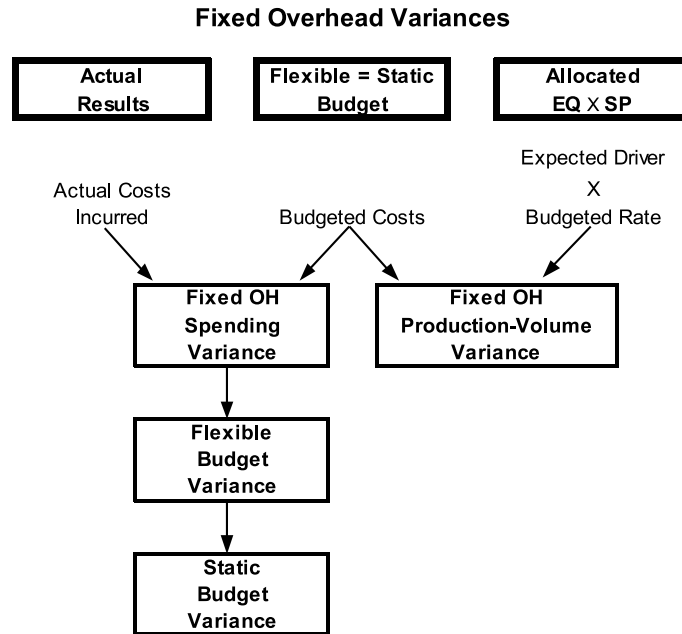 Fixed Overhead Variances
Actual
Results
Flexible = Static
Budget
Allocated
EQ X SP
Actual Costs
Incurred
Budgeted Costs
Expected Driver
X
Budgeted Rate
Fixed OH
Spending
Variance
Fixed OH
Production-Volume
Variance
Flexible
Budget
Variance
Static
Budget
Variance